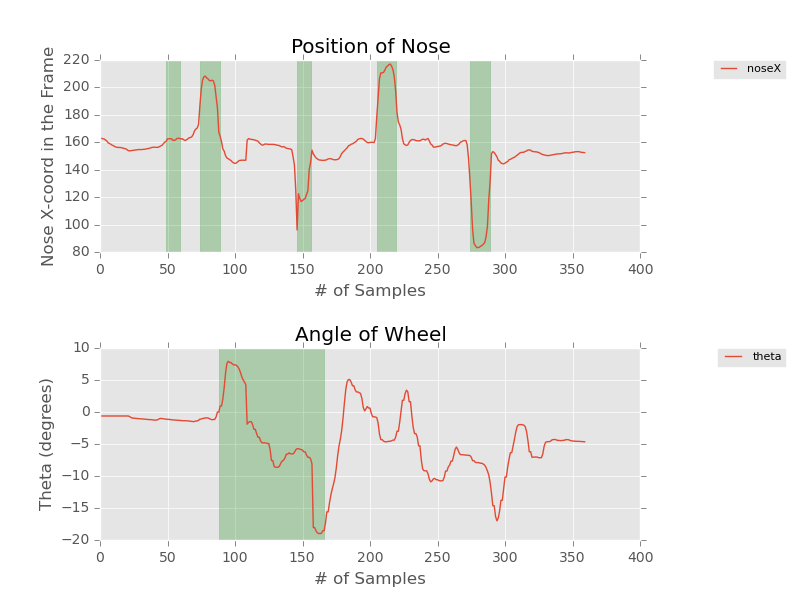 Position of Nose
220
200
180
160
140
120
100
80
Nose X-coord in the Frame
0 50 100 150 200 250 300 350 400
# of Samples
noseX
Angle of Wheel
10
5
0
−5
−10
−15
−20
Theta (degrees)
0 50 100 150 200 250 300 350 400
# of Samples
theta